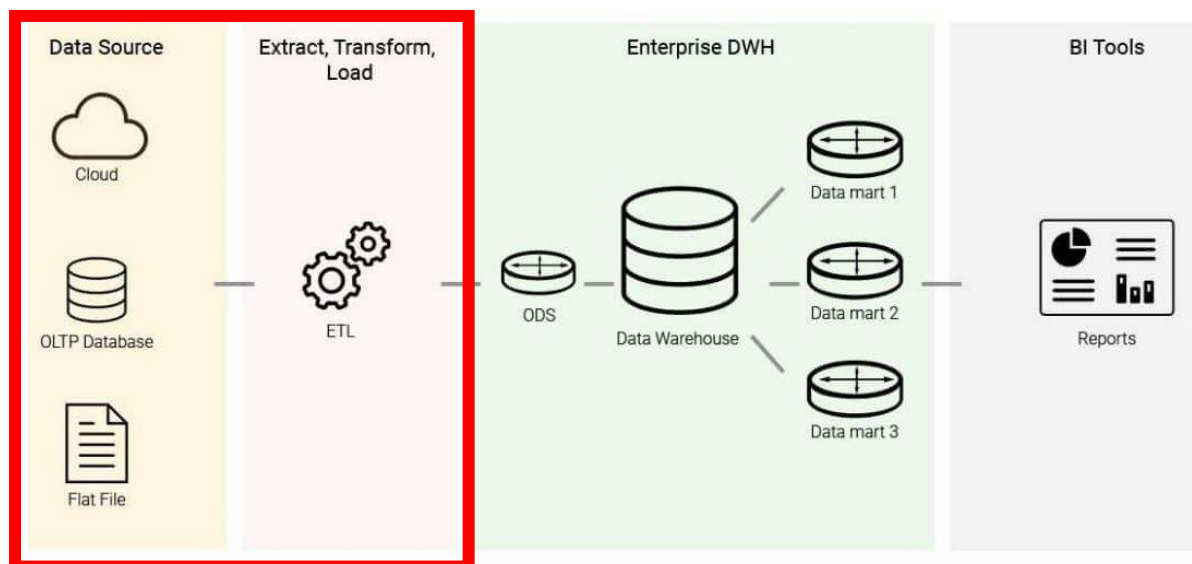 Data Source
Cloud
OLTP Database
Flat File
Extract, Transform,
Load
ETL
Enterprise DWH
ODS
Data Warehouse
Data mart 1
Data mart 2
Data mart 3
BI Tools
Reports